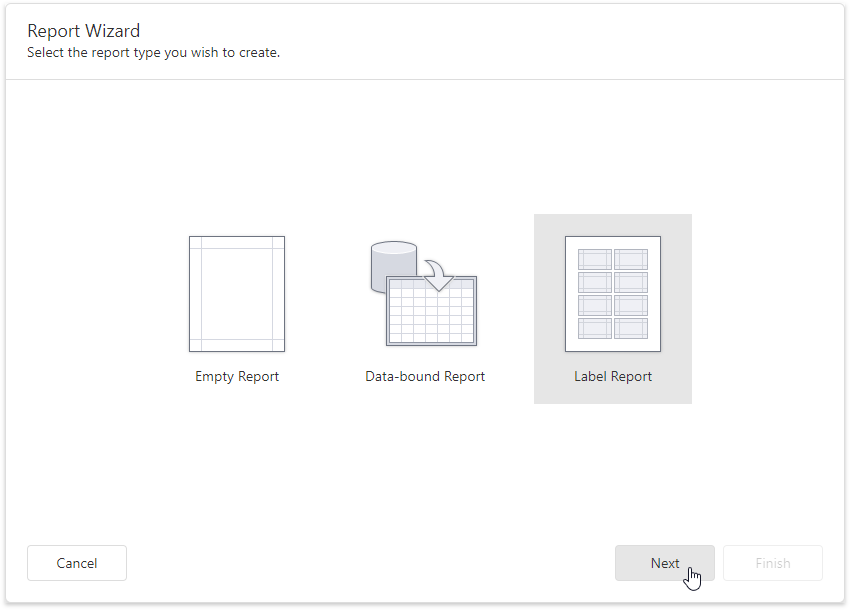 Report Wizard
Select the report type you wish to create.
Empty Report
Data-bound Report
Label Report
Cancel
Next
Finish